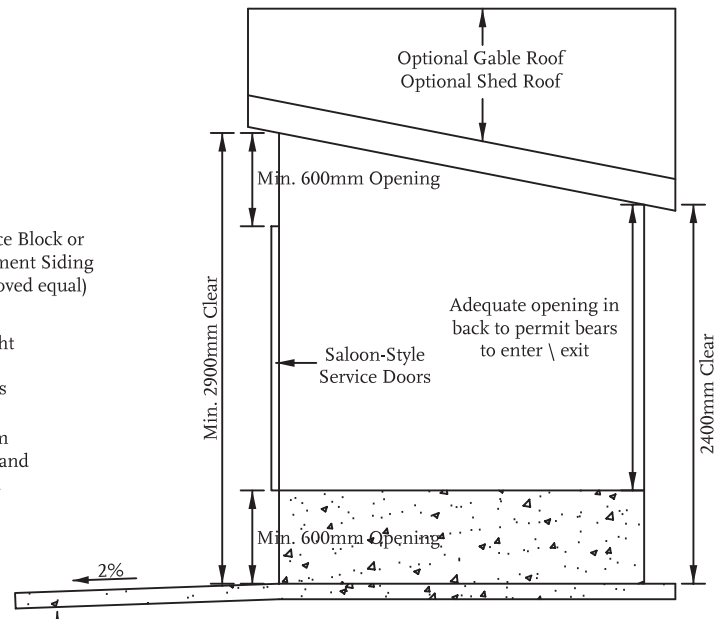 Optional Gable Roof
Optional Shed Roof
Min. 600mm Opening
ce Block or
ment Siding
oved equal)
ht
s
m
and
Min. 2900mm Clear
Saloon-Style
Service Doors
Adequate opening in
back to permit bears
to enter \ exit
2400mm Clear
Min. 600mm Opening
2%